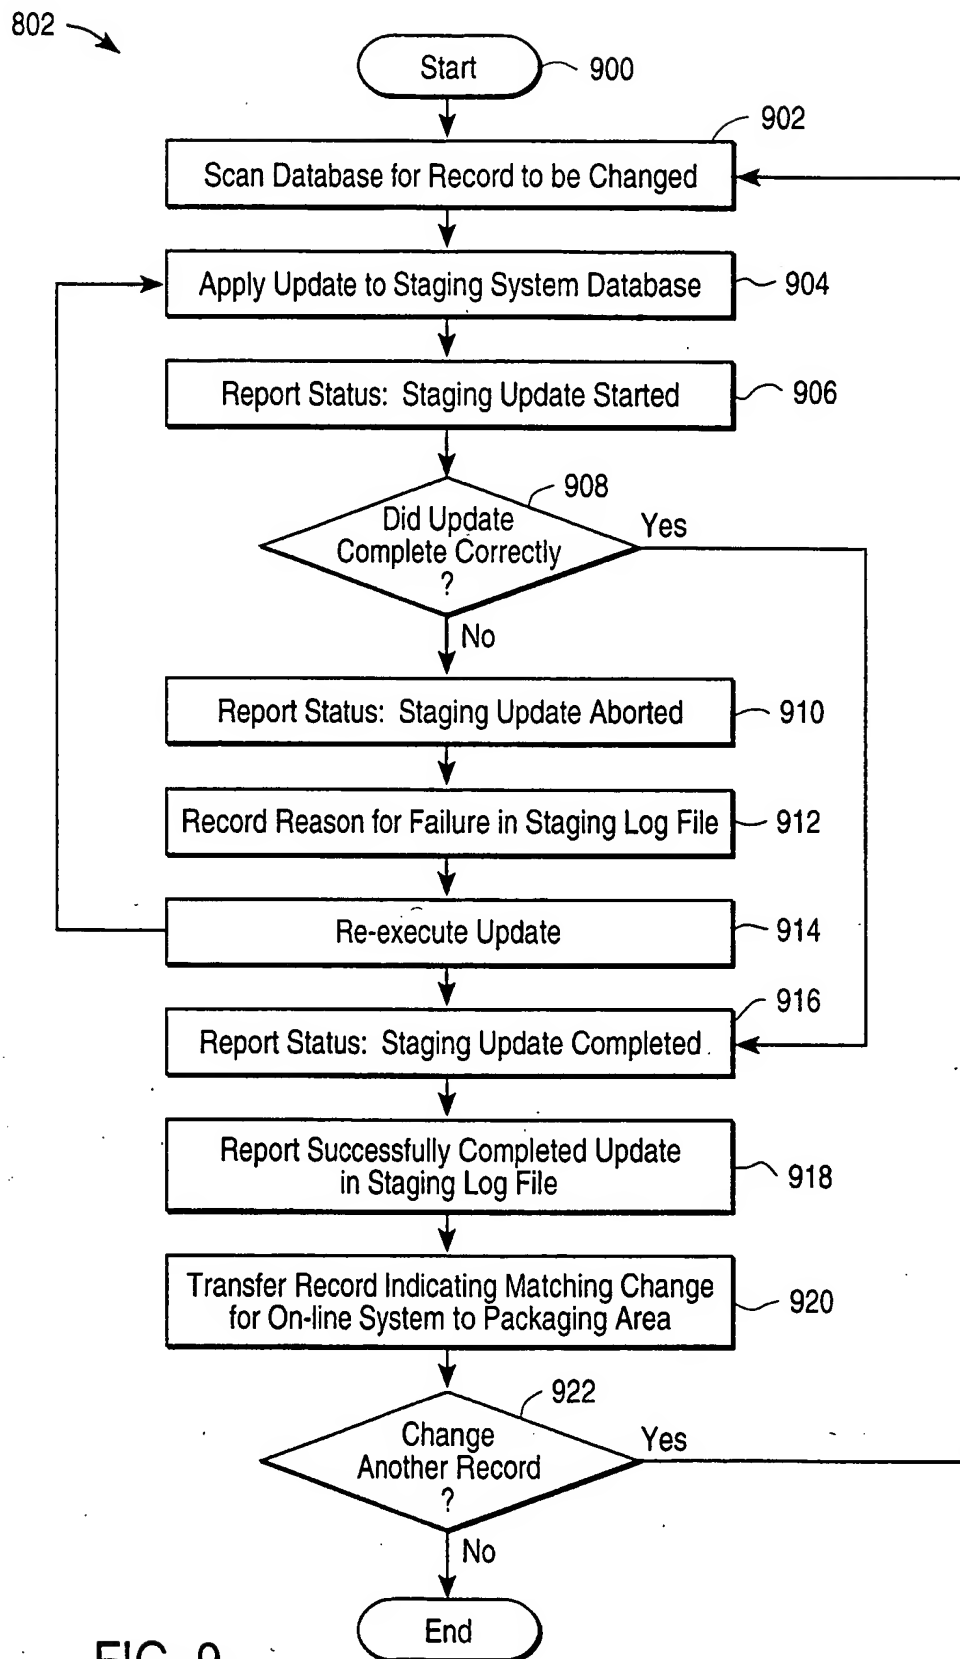 802
Start
900
902
Scan Database for Record to be Changed
Apply Update to Staging System Database
904
Report Status: Staging Update Started
906
908
Did Update
Complete Correctly
?
Yes
No
Report Status: Staging Update Aborted
910
Record Reason for Failure in Staging Log File
912
Re-execute Update
914
916
Report Status: Staging Update Completed
Report Successfully Completed Update
in Staging Log File
918
Transfer Record Indicating Matching Change
for On-line System to Packaging Area
920
922
Change
Another Record
?
Yes
No
End
FIG. 9